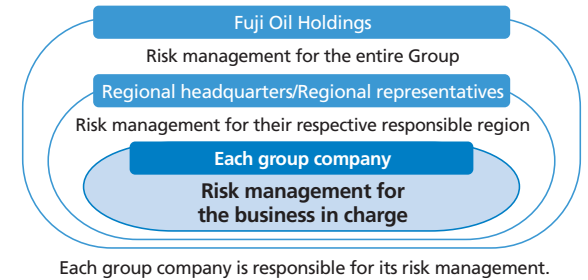 Fuji Oil Holdings
Risk management for the entire Group
Regional headquarters/Regional representatives
Risk management for their respective responsible region
Each group company
Risk management for
the business in charge
Each group company is responsible for its risk management.